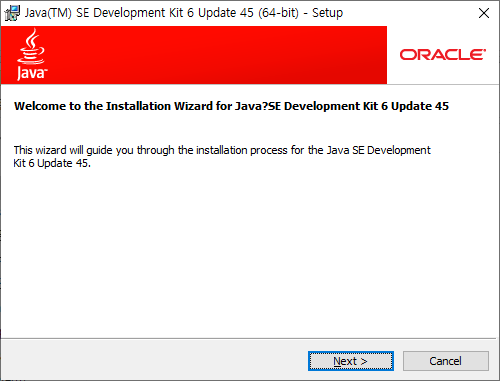 Java(TM) SE Development Kit 6 Update 45 (64-bit) - Setup
Java™
ORACLE
Welcome to the Installation Wizard for Java?SE Development Kit 6 Update 45
This wizard will guide you through the installation process for the Java SE Development
Kit 6 Update 45.
Next >
Cancel